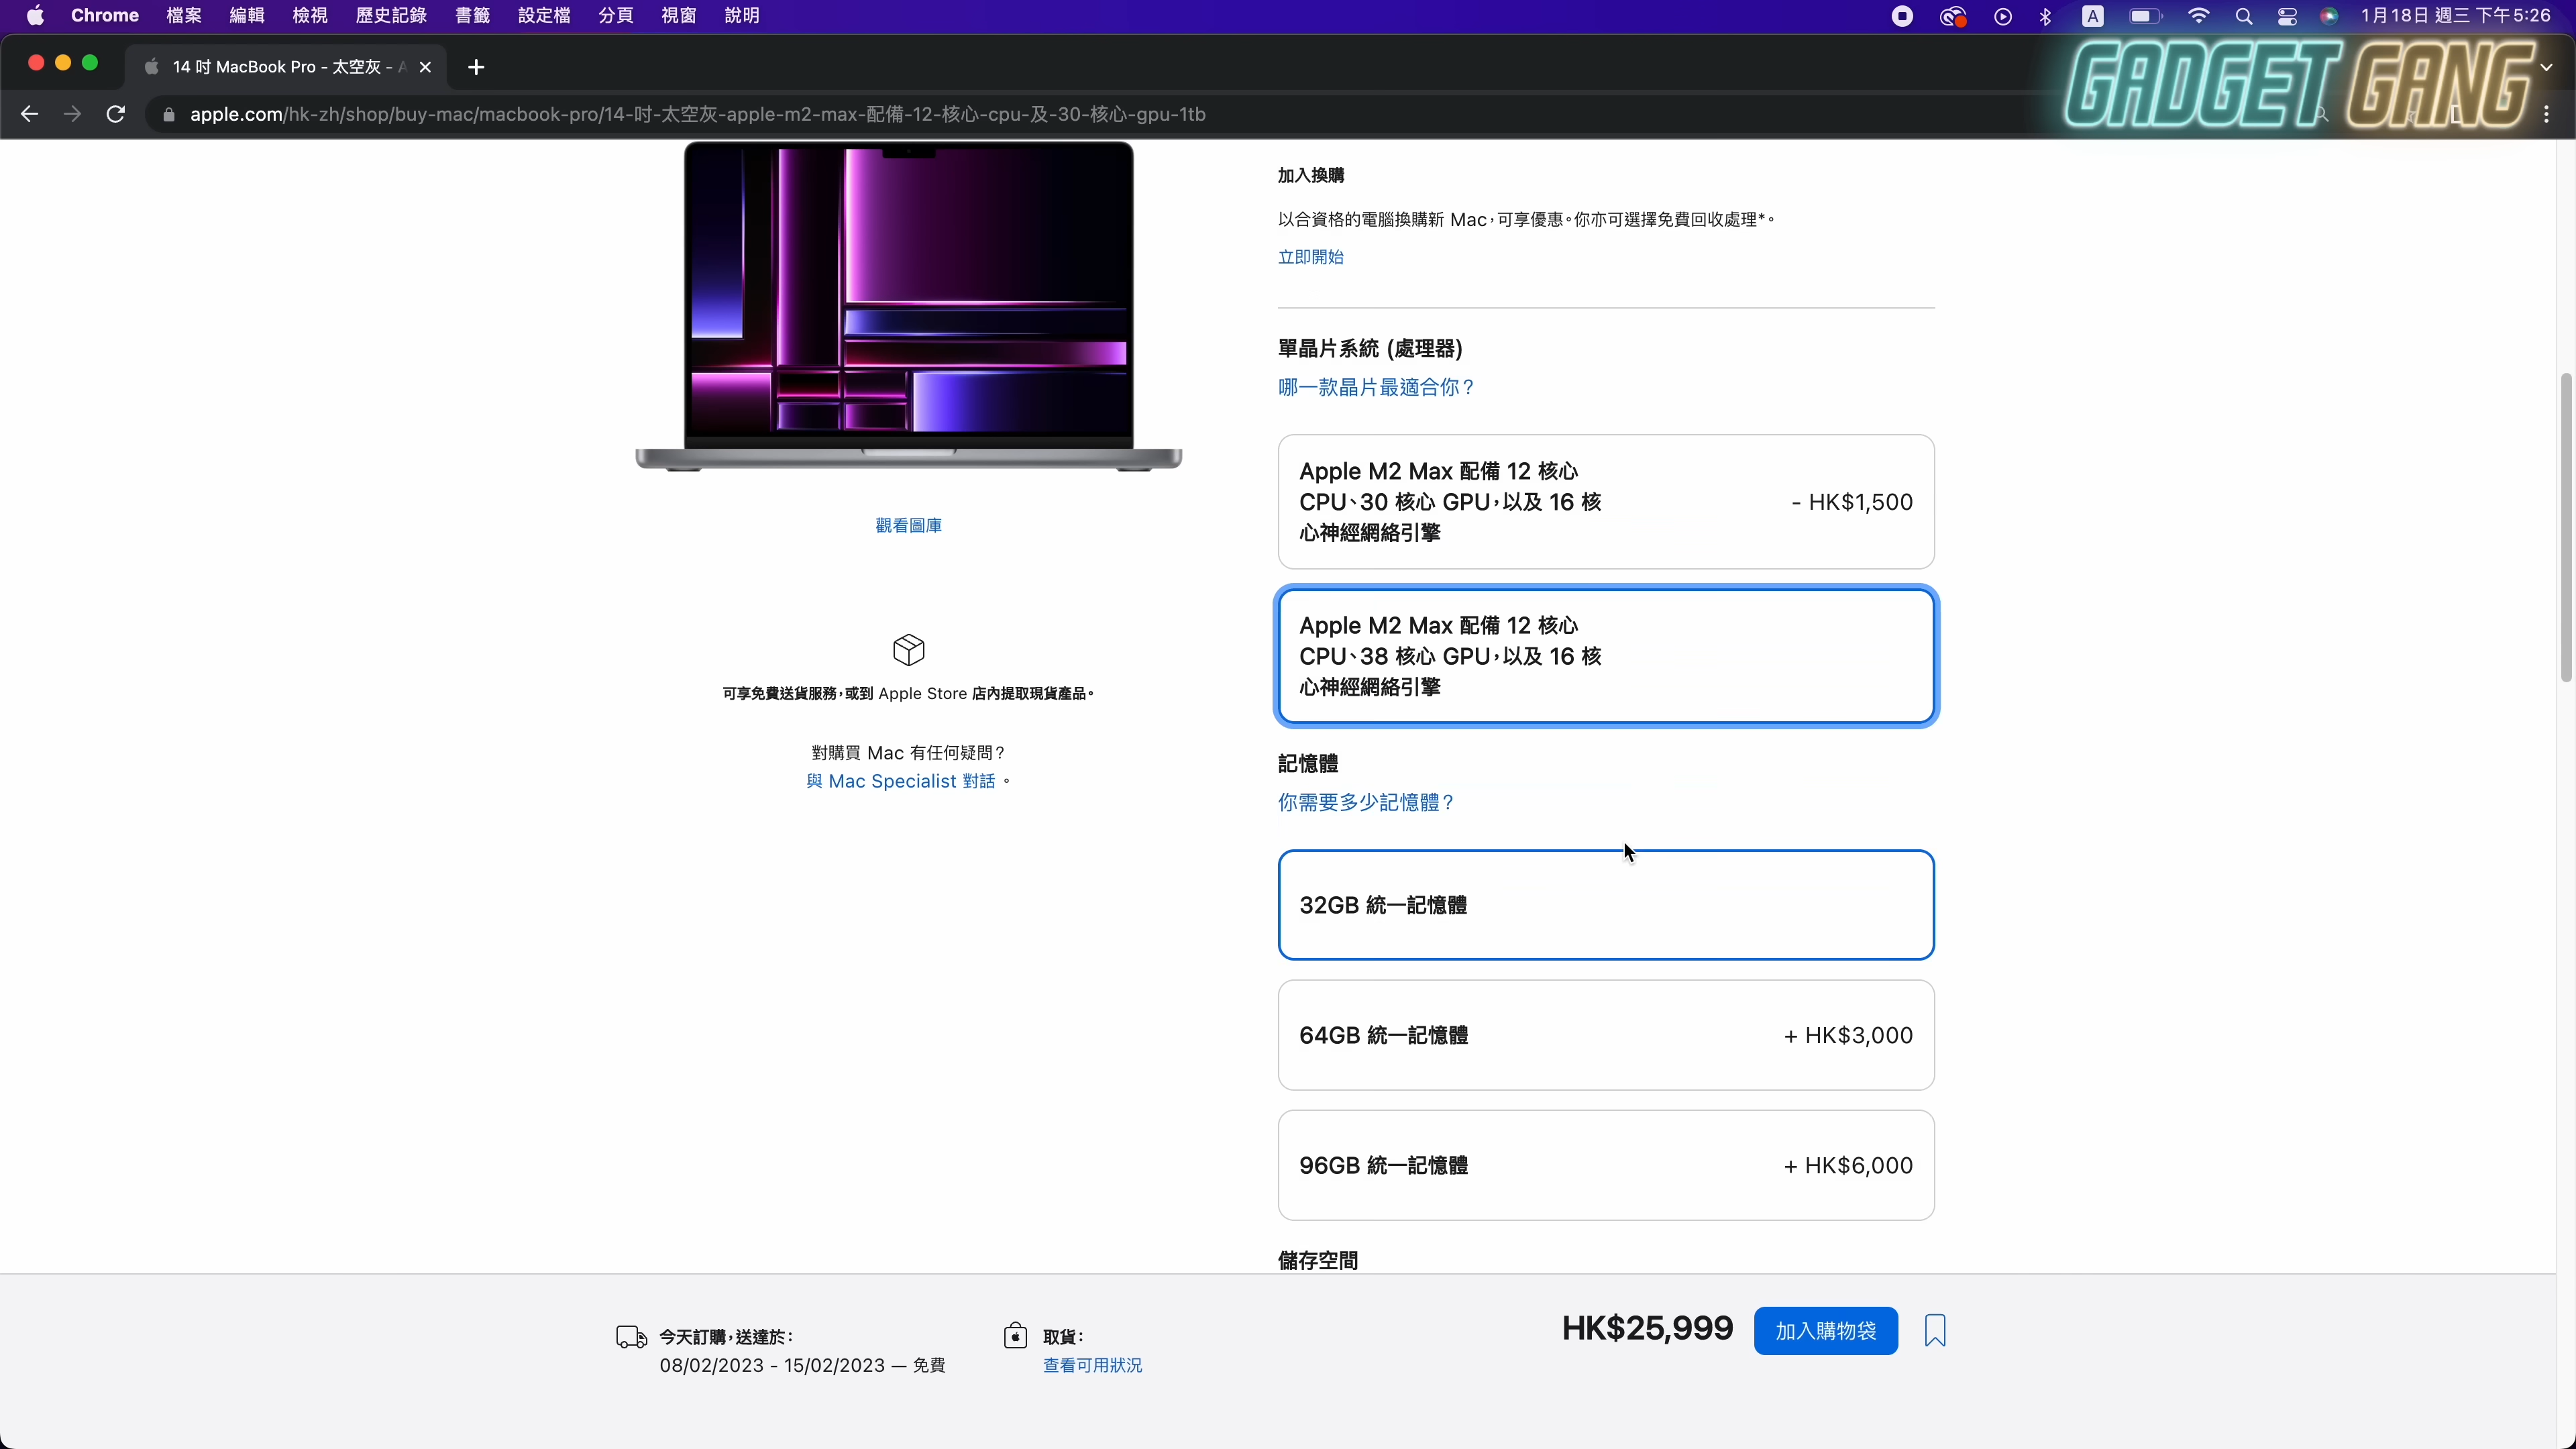 Chrome 檔案 編輯 檢視 歷史記錄 書籤 設定檔 分頁 視窗 說明
A
1月18日 週三 下午5:26
14 吋 MacBook Pro - 太空灰 - A
GADGET GANG
apple.com/hk-zh/shop/buy-mac/macbook-pro/14-吋-太空灰-apple-m2-max-配備-12-核心-cpu-及-30-核心-gpu-1tb
加入換購
以合資格的電腦換購新 Mac，可享優惠。你亦可選擇免費回收處理*。
立即開始
單晶片系統 (處理器)
哪一款晶片最適合你？
Apple M2 Max 配備 12 核心
CPU、30 核心 GPU，以及 16 核
心神經網絡引擎
- HK$1,500
觀看圖庫
Apple M2 Max 配備 12 核心
CPU、38 核心 GPU，以及 16 核
心神經網絡引擎
可享免費送貨服務，或到 Apple Store 店內提取現貨產品。
對購買 Mac 有任何疑問？
與 Mac Specialist 對話 。
記憶體
你需要多少記憶體？
32GB 統一記憶體
64GB 統一記憶體
+ HK$3,000
96GB 統一記憶體
+ HK$6,000
儲存空間
今天訂購，送達於：
08/02/2023 - 15/02/2023 — 免費
取貨：
查看可用狀況
HK$25,999
加入購物袋